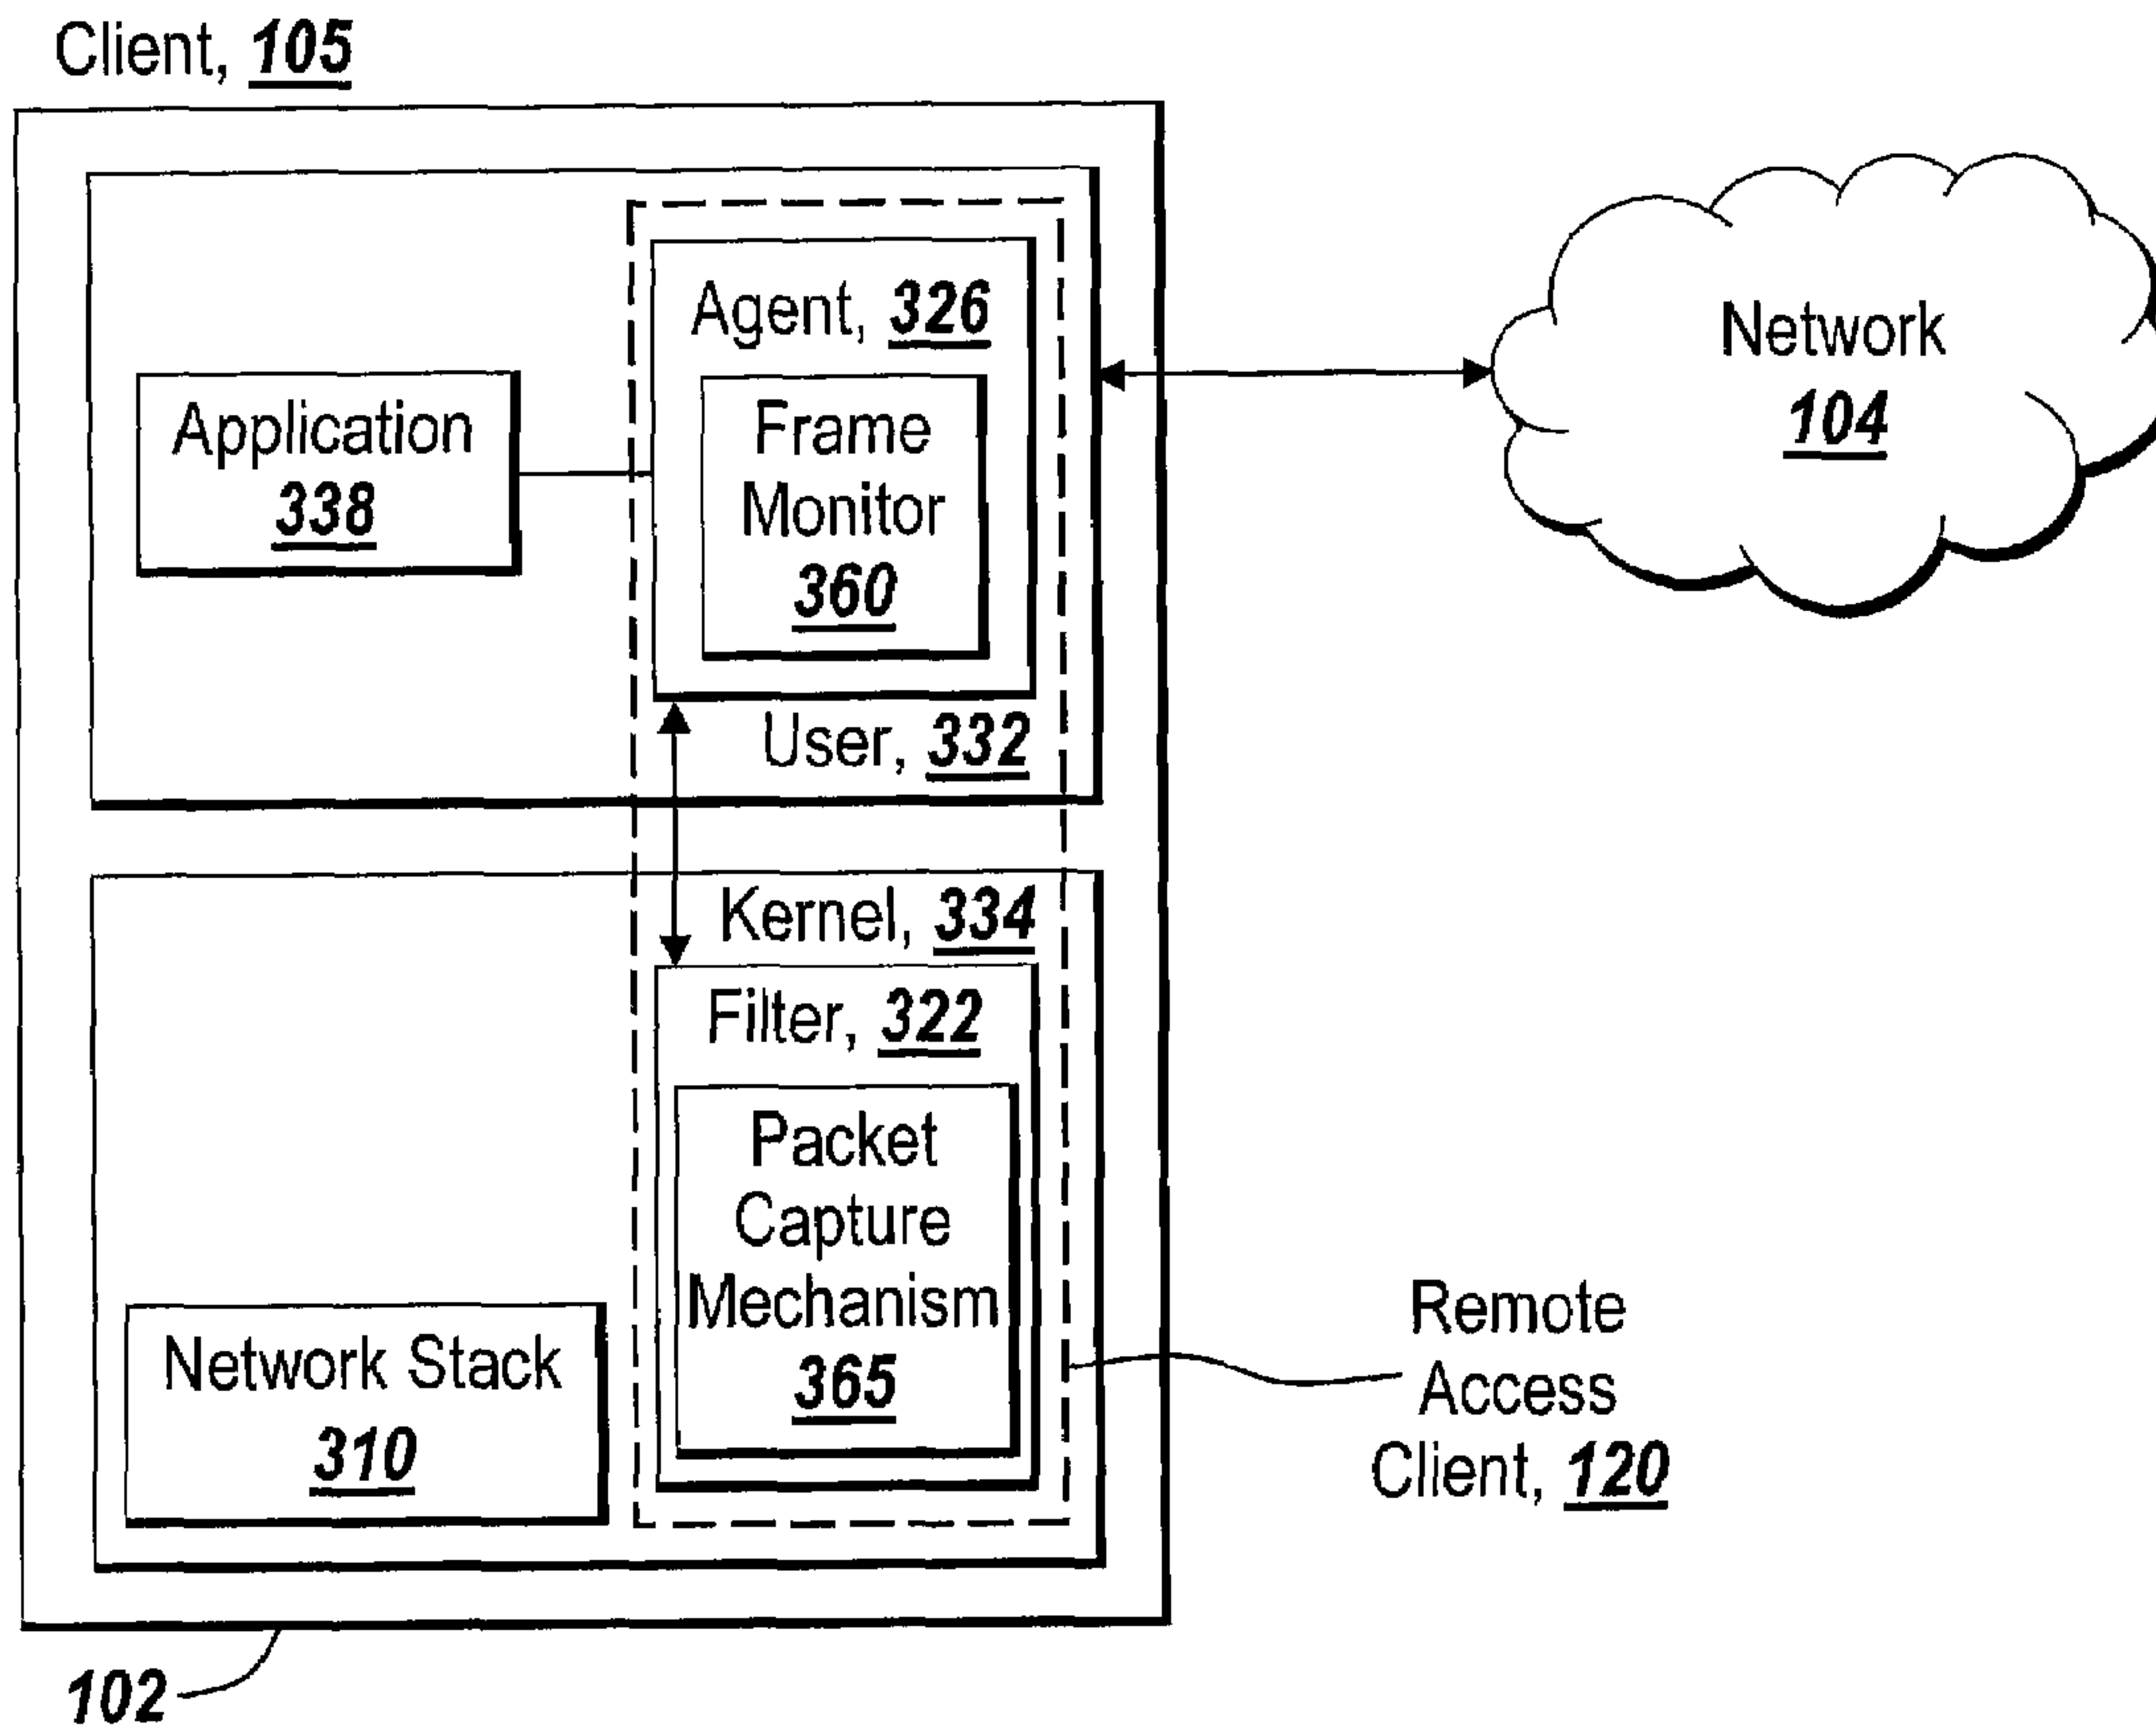 Client, 105
Agent, 326
Application
338
Frame
Monitor
360
User, 332
Network
104
Kernel, 334
Filter, 322
Packet
Capture
Mechanism
365
Network Stack
310
Remote
Access
Client, 120
102